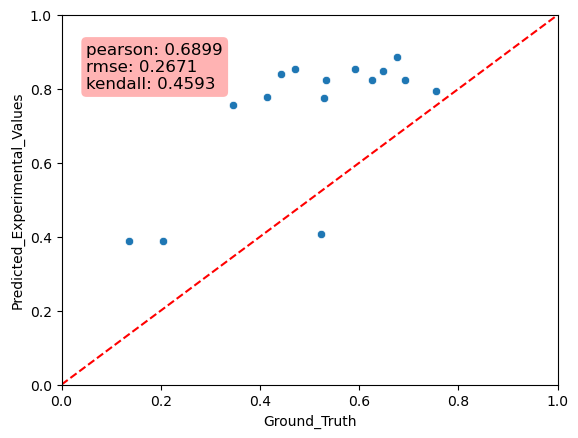 pearson: 0.6899
rmse: 0.2671
kendall: 0.4593
1.0
0.8
0.6
0.4
0.2
0.0
Predicted_Experimental_Values
0.0 0.2 0.4 0.6 0.8 1.0
Ground_Truth